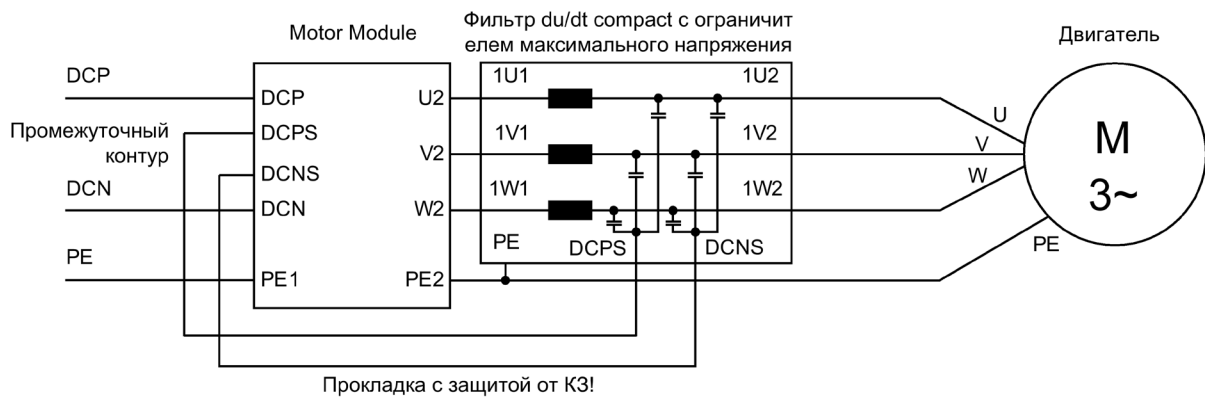 Фильтр du/dt compact с ограничит
елем максимального напряжения
Motor Module
Двигатель
DCP
1U1
1U2
DCP
U2
U
Промежуточный
контур
DCPS
1V1
1V2
V2
V
M
3~
DCNS
W
DCN
1W1
1W2
DCN
W2
DCPS
DCNS
PE
PE
PE
PE1
PE2
Прокладка с защитой от КЗ!